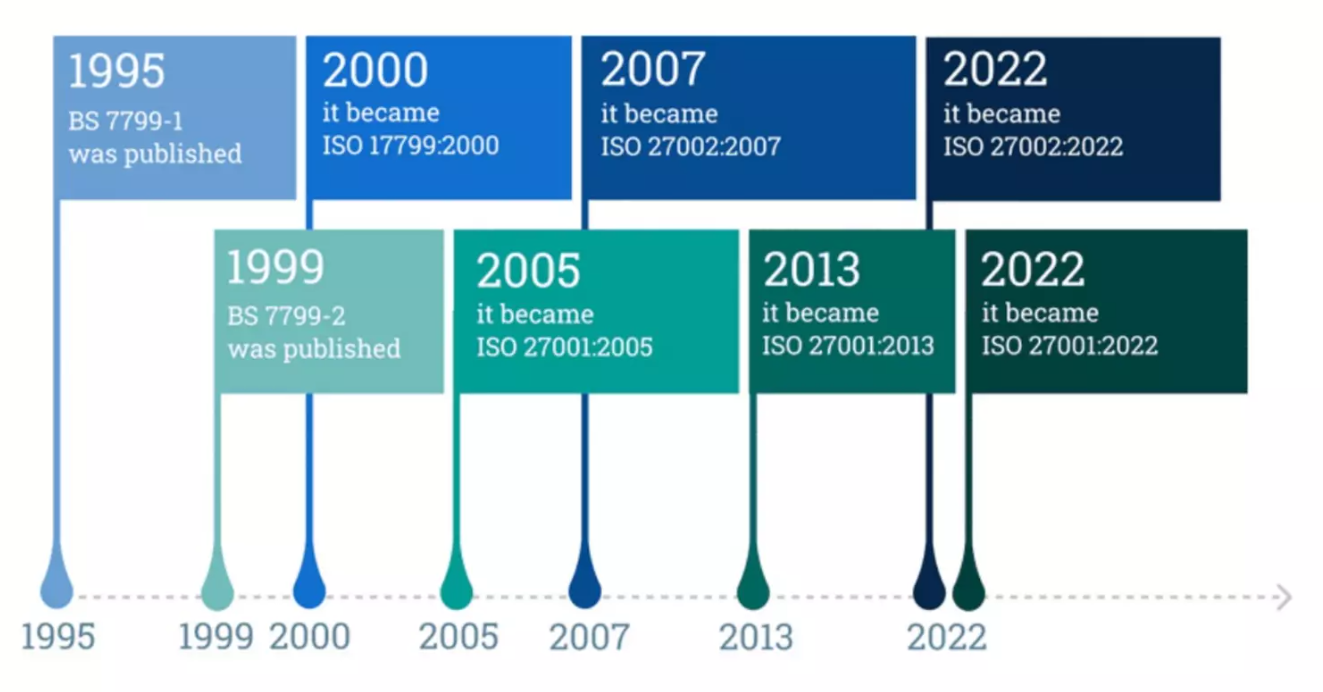 1995
BS 7799-1
was published
2000
it became
ISO 17799:2000
2007
it became
ISO 27002:2007
2022
it became
ISO 27002:2022
1999
BS 7799-2
was published
2005
it became
ISO 27001:2005
2013
it became
ISO 27001:2013
2022
it became
ISO 27001:2022
1995
1999
2000
2005
2007
2013
2022